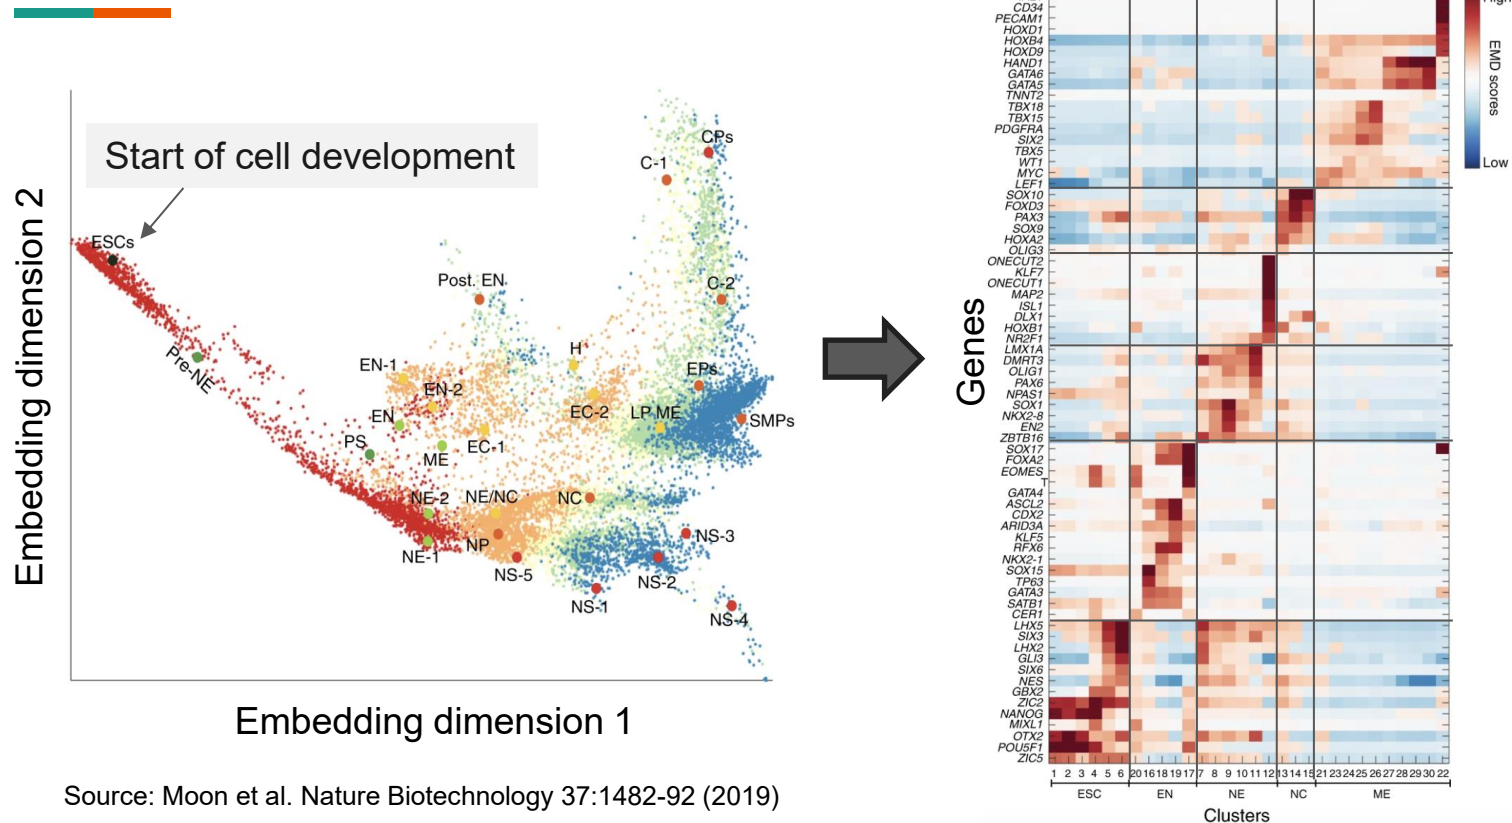 Start of cell development
ESCs
Pre-NE
PS
EN-1
EN-2
EN
ME
EC-1
Post. EN
H
EC-2
C-1
CPs
C-2
EPs
LP ME
SMPs
NE-2
NE/NC
NC
NE-1
NP
NS-5
NS-1
NS-2
NS-3
NS-4
Embedding dimension 2
Embedding dimension 1
Source: Moon et al. Nature Biotechnology 37:1482-92 (2019)
Genes
CD34
PECAM1
HOXD1
HOXB4
HOXD9
HAND1
GATA6
GATA5
TNNT2
TBX18
TBX15
PDGFRA
SIX2
TBX5
WT1
MYC
LEF1
SOX10
FOXD3
PAX3
SOX9
HOXA2
OLIG3
ONECUT2
KLF7
ONECUT1
MAP2
ISL1
DLX1
HOXB1
NR2F1
LMX1A
DMRT3
OLIG1
PAX6
NPAS1
SOX1
NKX2-8
EN2
ZBTB16
SOX17
FOXA2
EOMES
T
GATA4
ASCL2
CDX2
ARID3A
KLF5
RFX6
NKX2-1
SOX15
TP63
GATA3
SATB1
CER1
LHX5
SIX3
LHX2
GLI3
SIX6
NES
GBX2
ZIC2
NANOG
MIXL1
OTX2
POU5F1
ZIC5
1 2 3 4 5 6 20 16 18 19 17 7 8 9 10 11 12 13 14 15 21 23 24 25 26 27 28 29 30 22
ESC EN NE NC ME
Clusters
High
EMD scores
Low